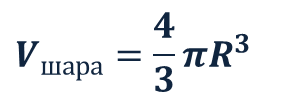 V шара = 4/3 πR³